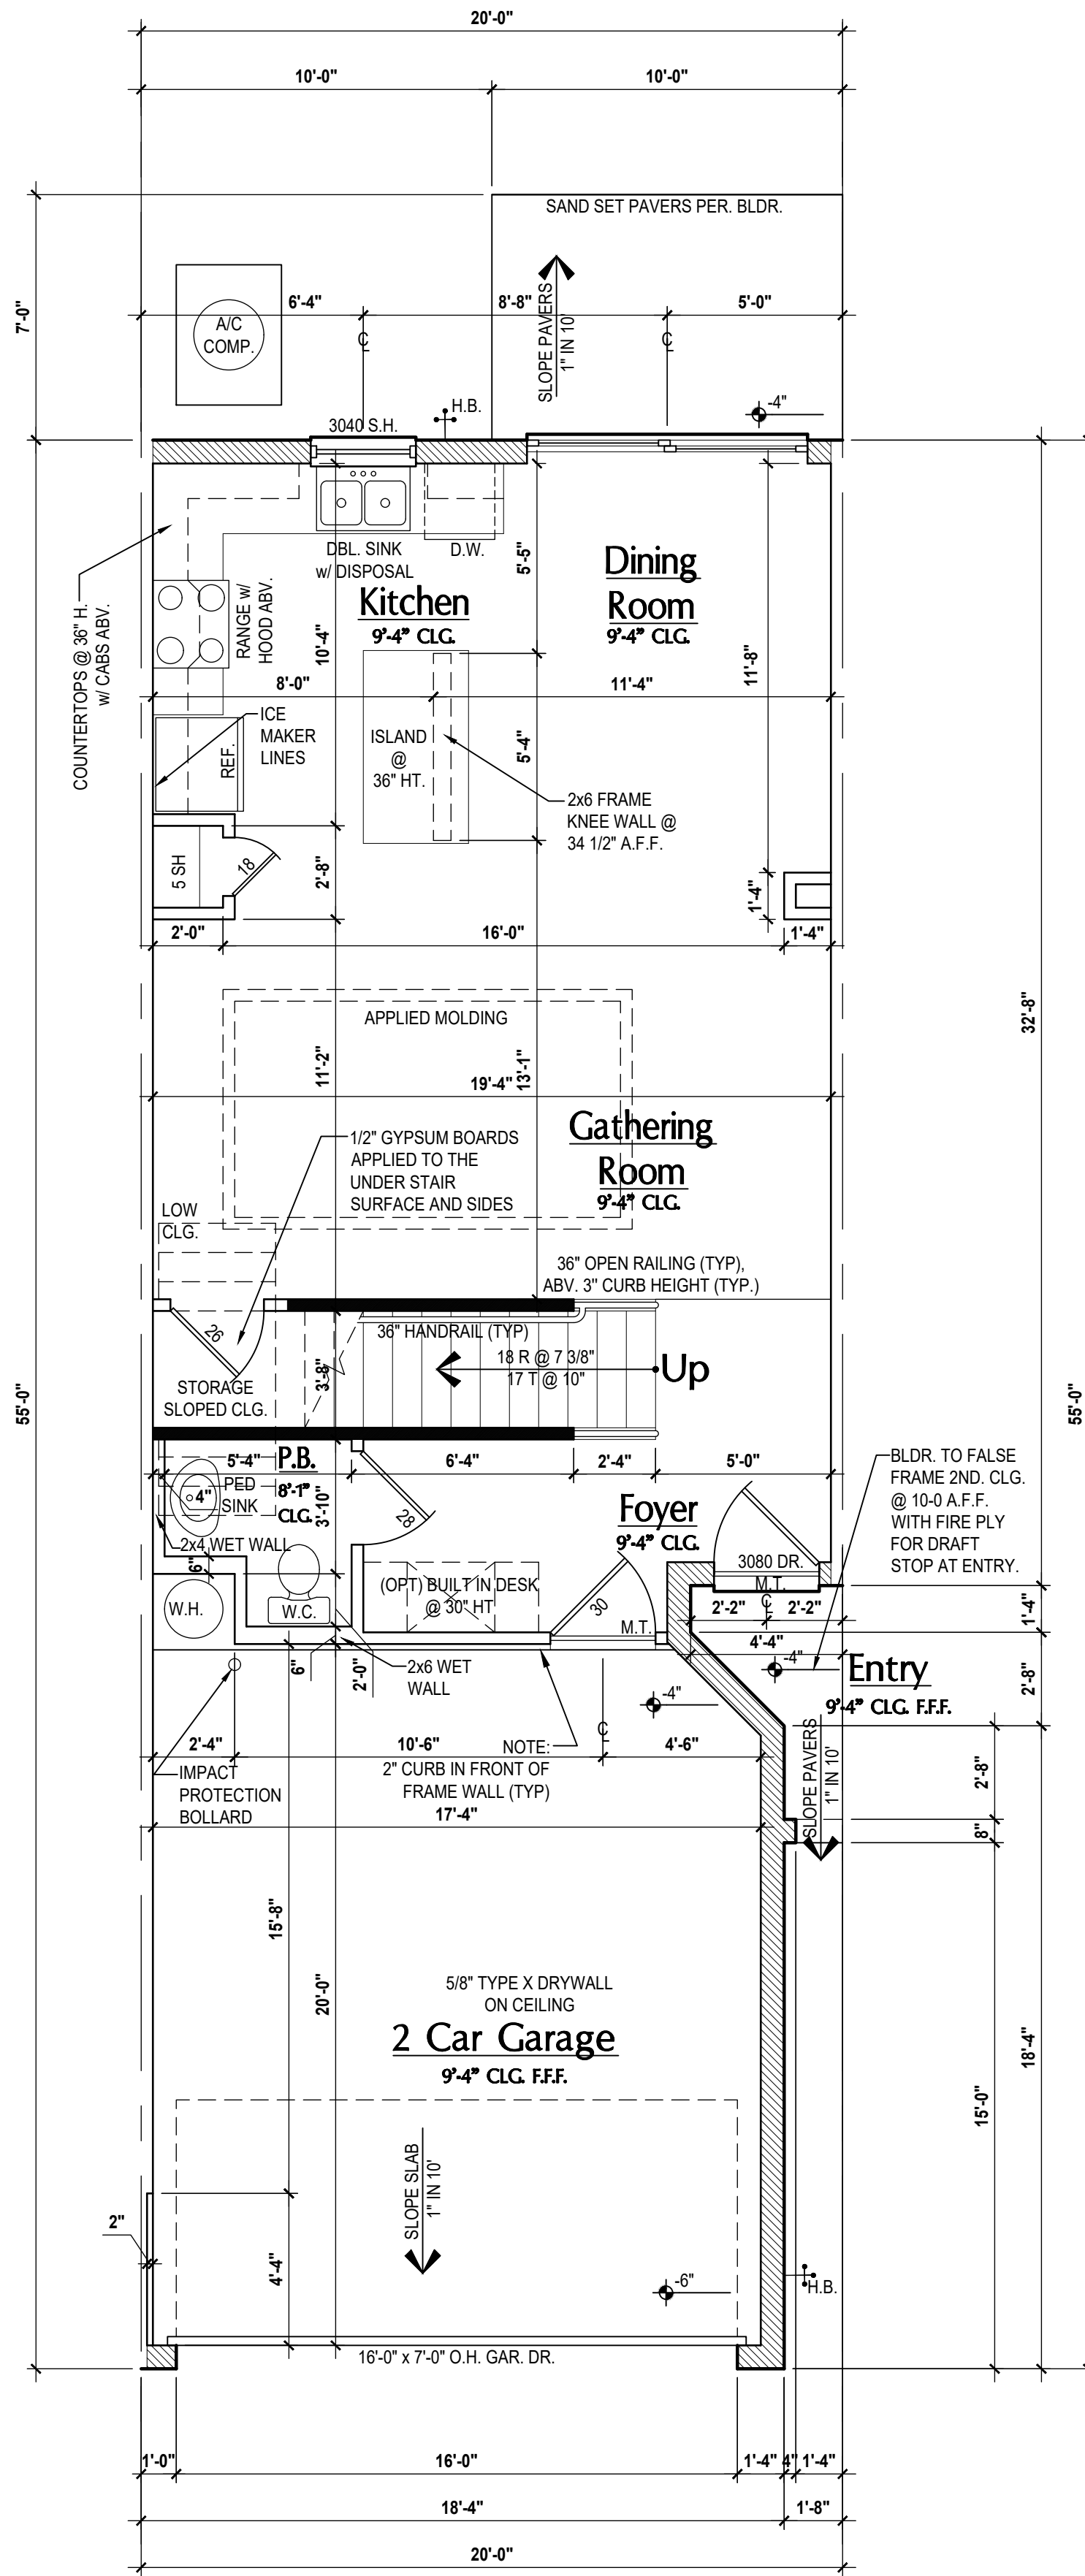 20'-0"
10'-0" 10'-0"
SAND SET PAVERS PER. BLDR.
7'-0"
A/C
COMP.
6'-4" 8'-8" 5'-0"
SLOPE PAVERS
1" IN 10'
C
L
C
L
H.B.
-4"
3040 S.H.
DBL. SINK
w/ DISPOSAL
D.W.
5'-5"
Dining
Room
9'-4" CLG.
Kitchen
9'-4" CLG.
COUNTERTOPS @ 36" H.
w/ CABS ABV.
RANGE w/
HOOD ABV.
10'-4"
11'-8"
8'-0" 11'-4"
ICE
MAKER
LINES
REF.
ISLAND
@
36" HT.
5'-4"
2x6 FRAME
KNEE WALL @
34 1/2" A.F.F.
5 SH
18
2'-8"
1'-4"
2'-0" 16'-0" 1'-4"
32'-8"
APPLIED MOLDING
11'-2"
13'-1"
19'-4"
1/2" GYPSUM BOARDS
APPLIED TO THE
UNDER STAIR
SURFACE AND SIDES
Gathering
Room
9'-4" CLG.
LOW
CLG.
36" OPEN RAILING (TYP),
ABV. 3" CURB HEIGHT (TYP.)
26
36" HANDRAIL (TYP)
18 R @ 7 3/8"
17 T @ 10"
Up
3'-8"
STORAGE
SLOPED CLG.
55'-0"
55'-0"
5'-4" 6'-4" 2'-4" 5'-0"
P.B.
8'-1"
CLG.
PED
SINK
4"
3'-10"
28
2x4 WET WALL
6"
Foyer
9'-4" CLG.
BLDR. TO FALSE
FRAME 2ND. CLG.
@ 10-0 A.F.F.
WITH FIRE PLY
FOR DRAFT
STOP AT ENTRY.
3080 DR.
M.T.
C
L
2'-2" 2'-2"
1'-4"
(OPT) BUILT IN DESK
@ 30" HT
30
M.T.
W.H.
W.C.
4'-4"
-4"
Entry
9'-4" CLG. F.F.F.
2'-8"
6"
2'-0"
2x6 WET
WALL
-4"
C
L
2'-4" 10'-6" 4'-6"
NOTE:
2" CURB IN FRONT OF
FRAME WALL (TYP)
IMPACT
PROTECTION
BOLLARD
17'-4"
SLOPE PAVERS
1" IN 10'
2'-8"
8"
15'-8"
20'-0"
5/8" TYPE X DRYWALL
ON CEILING
2 Car Garage
9'-4" CLG. F.F.F.
18'-4"
15'-0"
SLOPE SLAB
1" IN 10'
2"
4'-4"
-6"
H.B.
16'-0" x 7'-0" O.H. GAR. DR.
1'-0" 16'-0" 1'-4" 4" 1'-4"
18'-4" 1'-8"
20'-0"